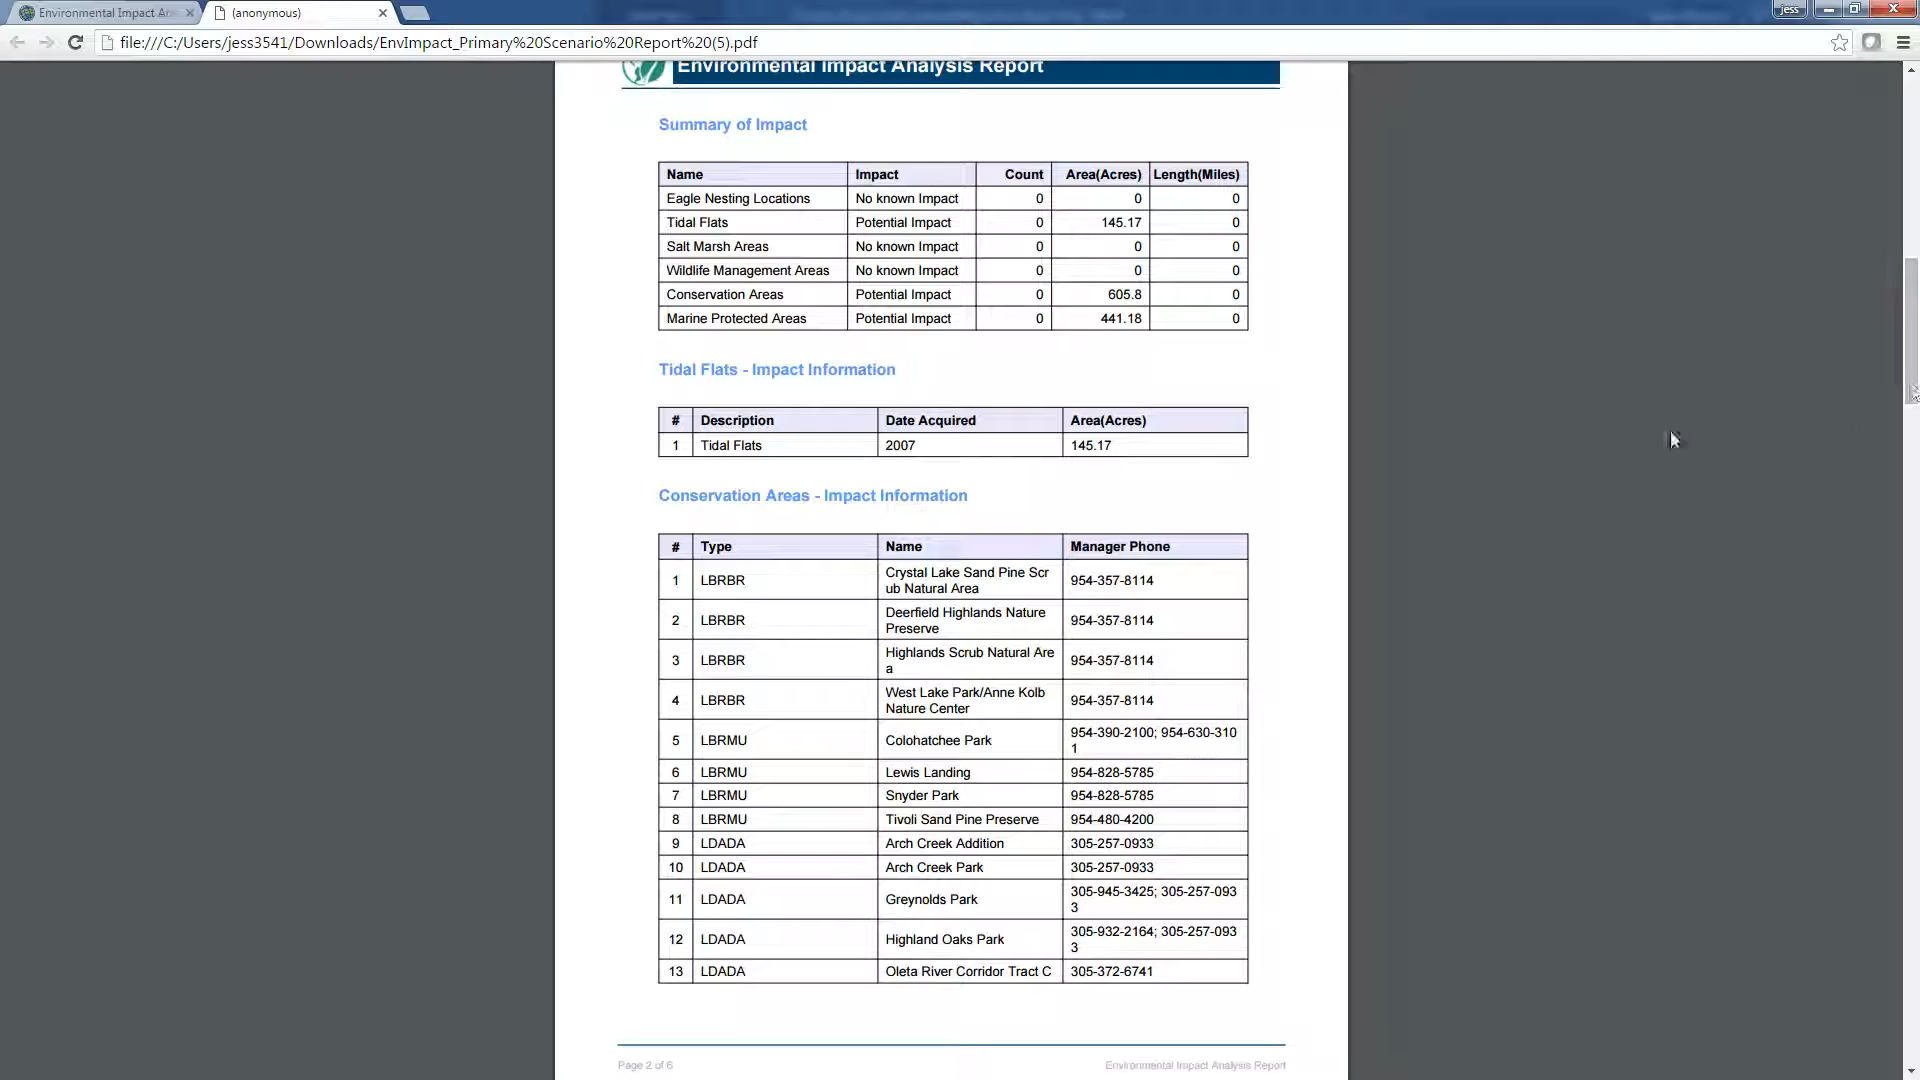 Environmental Impact An
(anonymous)
jess
file:///C:/Users/jess3541/Downloads/EnvImpact_Primary%20Scenario%20Report%20(5).pdf
Environmental Impact Analysis Report
Summary of Impact
Name Impact Count Area(Acres) Length(Miles)
Eagle Nesting Locations No known Impact 0 0 0
Tidal Flats Potential Impact 0 145.17 0
Salt Marsh Areas No known Impact 0 0 0
Wildlife Management Areas No known Impact 0 0 0
Conservation Areas Potential Impact 0 605.8 0
Marine Protected Areas Potential Impact 0 441.18 0
Tidal Flats - Impact Information
# Description Date Acquired Area(Acres)
1 Tidal Flats 2007 145.17
Conservation Areas - Impact Information
# Type Name Manager Phone
1 LBRBR Crystal Lake Sand Pine Scr 954-357-8114
ub Natural Area
2 LBRBR Deerfield Highlands Nature 954-357-8114
Preserve
3 LBRBR Highlands Scrub Natural Are 954-357-8114
a
4 LBRBR West Lake Park/Anne Kolb 954-357-8114
Nature Center
5 LBRMU Colohatchee Park 954-390-2100; 954-630-310
1
6 LBRMU Lewis Landing 954-828-5785
7 LBRMU Snyder Park 954-828-5785
8 LBRMU Tivoli Sand Pine Preserve 954-480-4200
9 LDADA Arch Creek Addition 305-257-0933
10 LDADA Arch Creek Park 305-257-0933
11 LDADA Greynolds Park 305-945-3425; 305-257-093
3
12 LDADA Highland Oaks Park 305-932-2164; 305-257-093
3
13 LDADA Oleta River Corridor Tract C 305-372-6741
Page 2 of 6 Environmental Impact Analysis Report